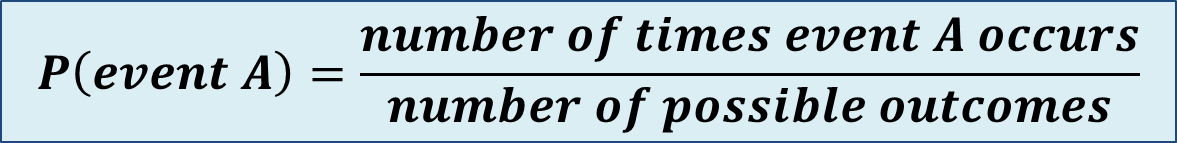 P(event A) = number of times event A occurs
number of possible outcomes